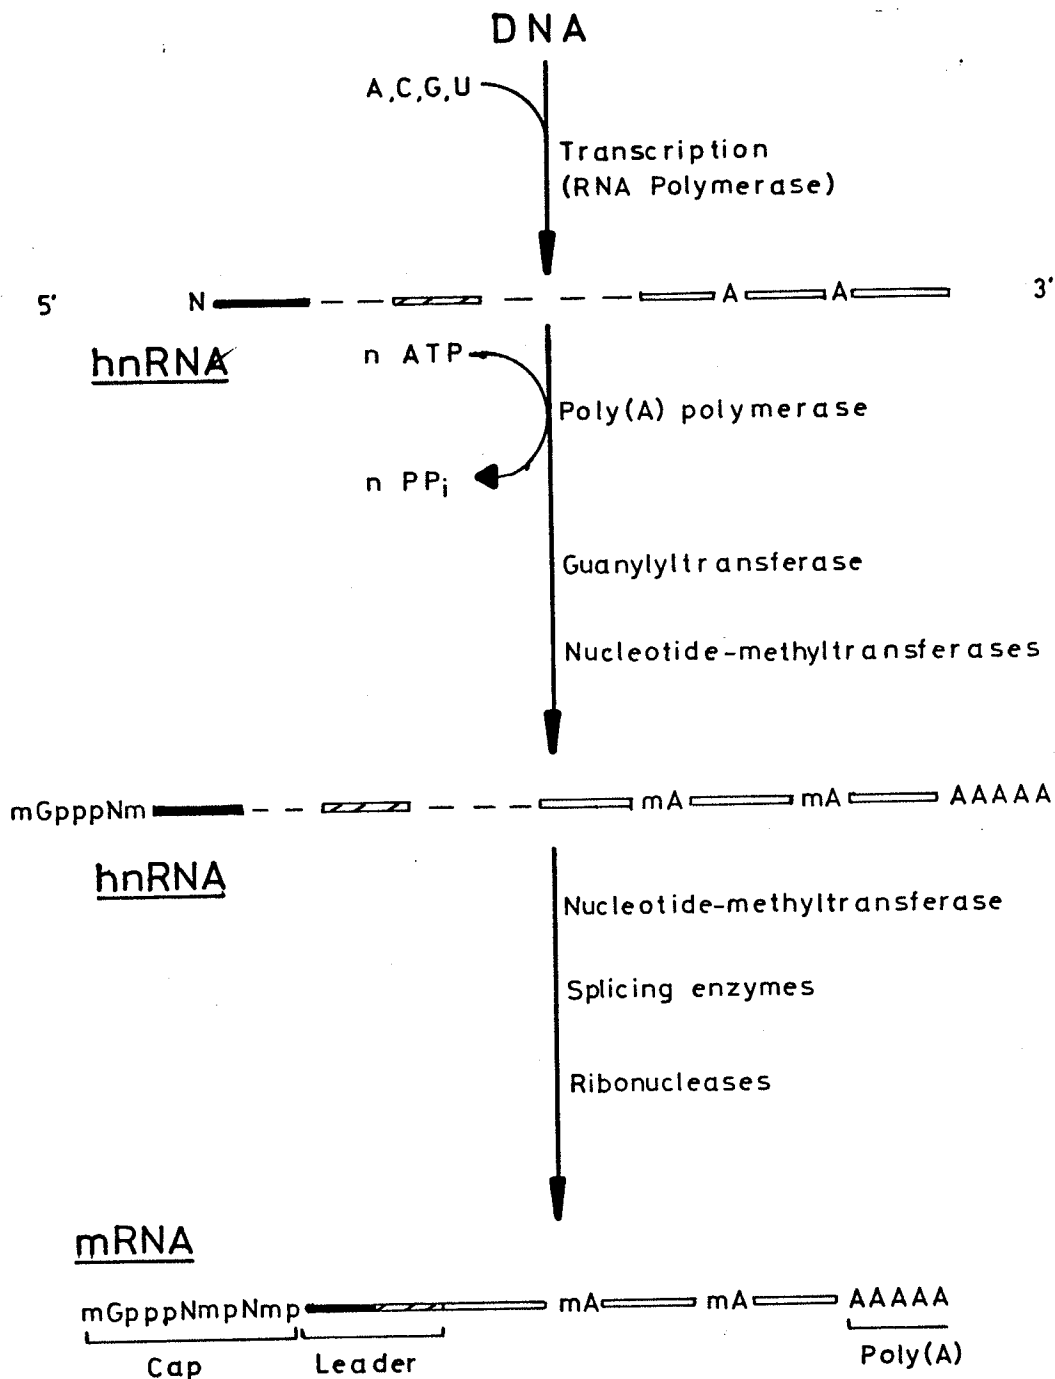 DNA
A,C,G,U
Transcription
(RNA Polymerase)
5' N A A 3'
hnRNA
n ATP
Poly(A) polymerase
n PPi
Guanylyltransferase
Nucleotide-methyltransferases
mGpppNm mA mA AAAAA
hnRNA
Nucleotide-methyltransferase
Splicing enzymes
Ribonucleases
mRNA
mGpppNmpNmp mA mA AAAAA
Cap Leader Poly(A)